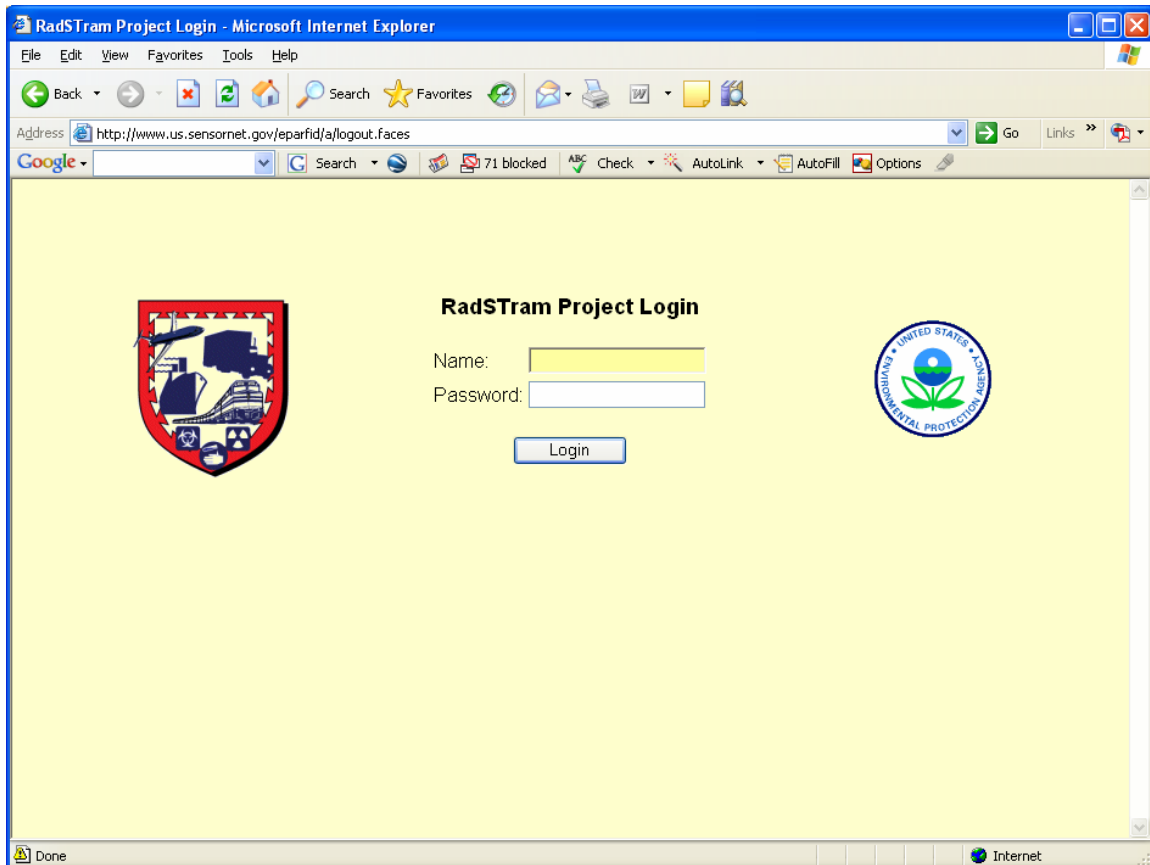 RadSTram Project Login - Microsoft Internet Explorer
File Edit View Favorites Tools Help
Back Search Favorites
Address http://www.us.sensornet.gov/eparfid/a/logout.faces Go Links »
Google Search 71 blocked ABC Check AutoLink AutoFill Options
RadSTram Project Login
Name:
Password:
Login
UNITED STATES
ENVIRONMENTAL PROTECTION AGENCY
Done Internet